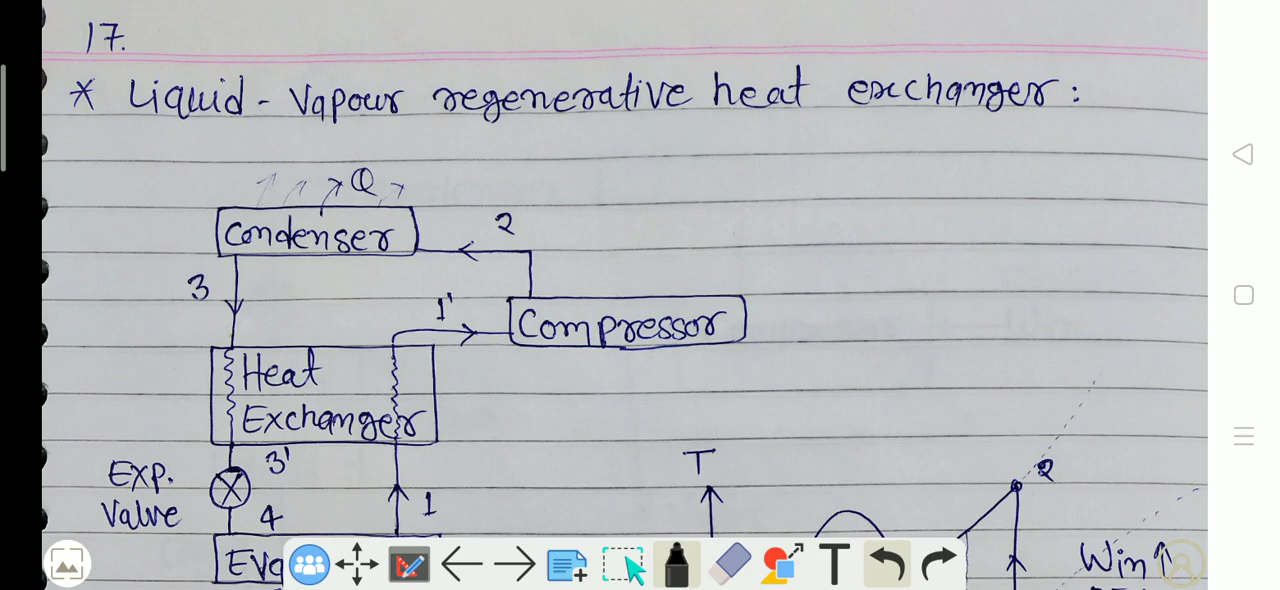 17.
* Liquid - Vapour regenerative heat exchanger :
Q
Condenser
2
3
1'
Compressor
Heat
Exchanger
3'
Exp.
Valve
4
1
T
2
Eva
Win ↑
T